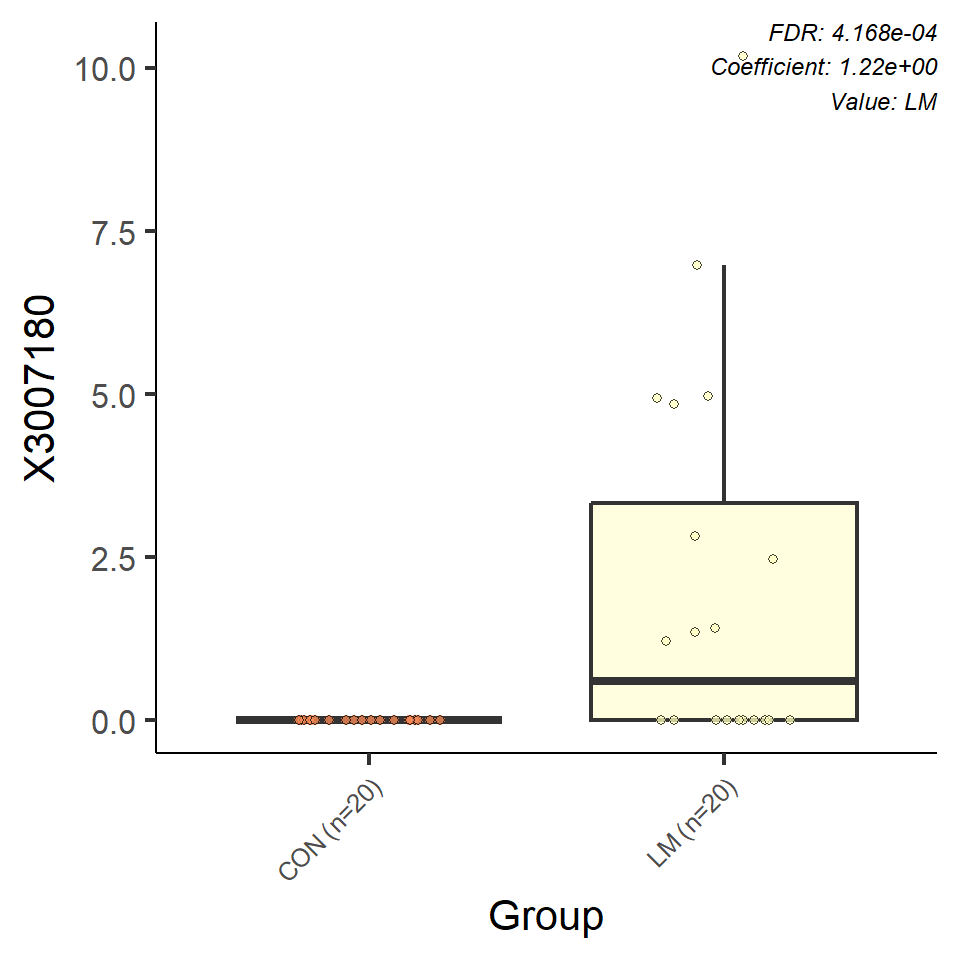 FDR: 4.168e-04
Coefficient: 1.22e+00
Value: LM
10.0
7.5
5.0
2.5
0.0
X3007180
CON (n=20)
LM (n=20)
Group